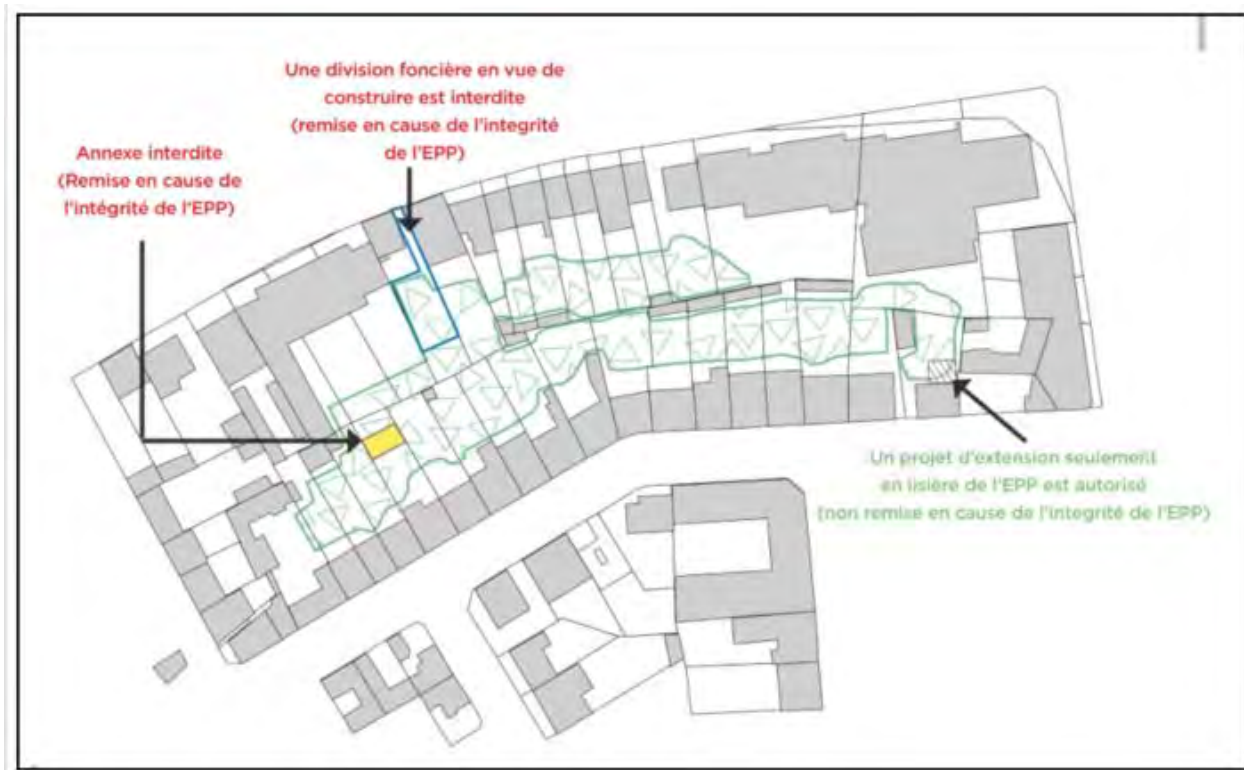 Une division foncière en vue de
construire est interdite
(remise en cause de l'integrité
de l'EPP)
Annexe interdite
(Remise en cause de
l'intégrité de l'EPP)
Un projet d'extension seulement
en lisière de l'EPP est autorisé
(non remise en cause de l'integrité de l'EPP)